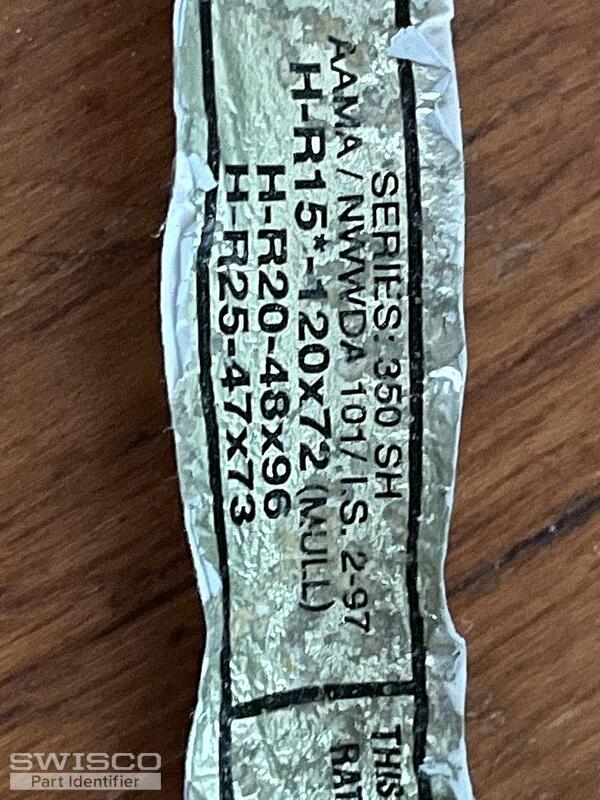 SERIES: 350 SH
AAMA / NWWDA 101/ I.S. 2-97
H-R15*-120x72 (MULL)
H-R20-48x96
H-R25-47x73
THIS
RAT
SWISCO
Part Identifier